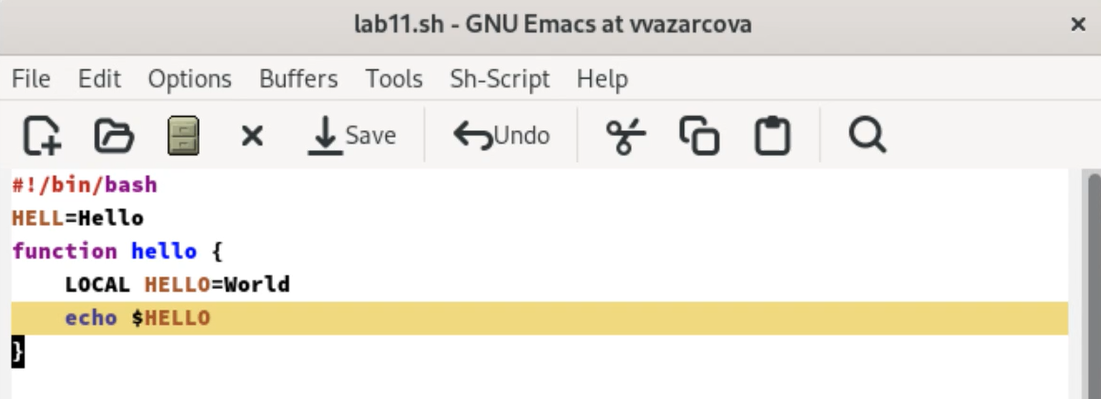 lab11.sh - GNU Emacs at vvazarcova
File Edit Options Buffers Tools Sh-Script Help
Save Undo
#!/bin/bash
HELL=Hello
function hello {
    LOCAL HELLO=World
    echo $HELLO
}